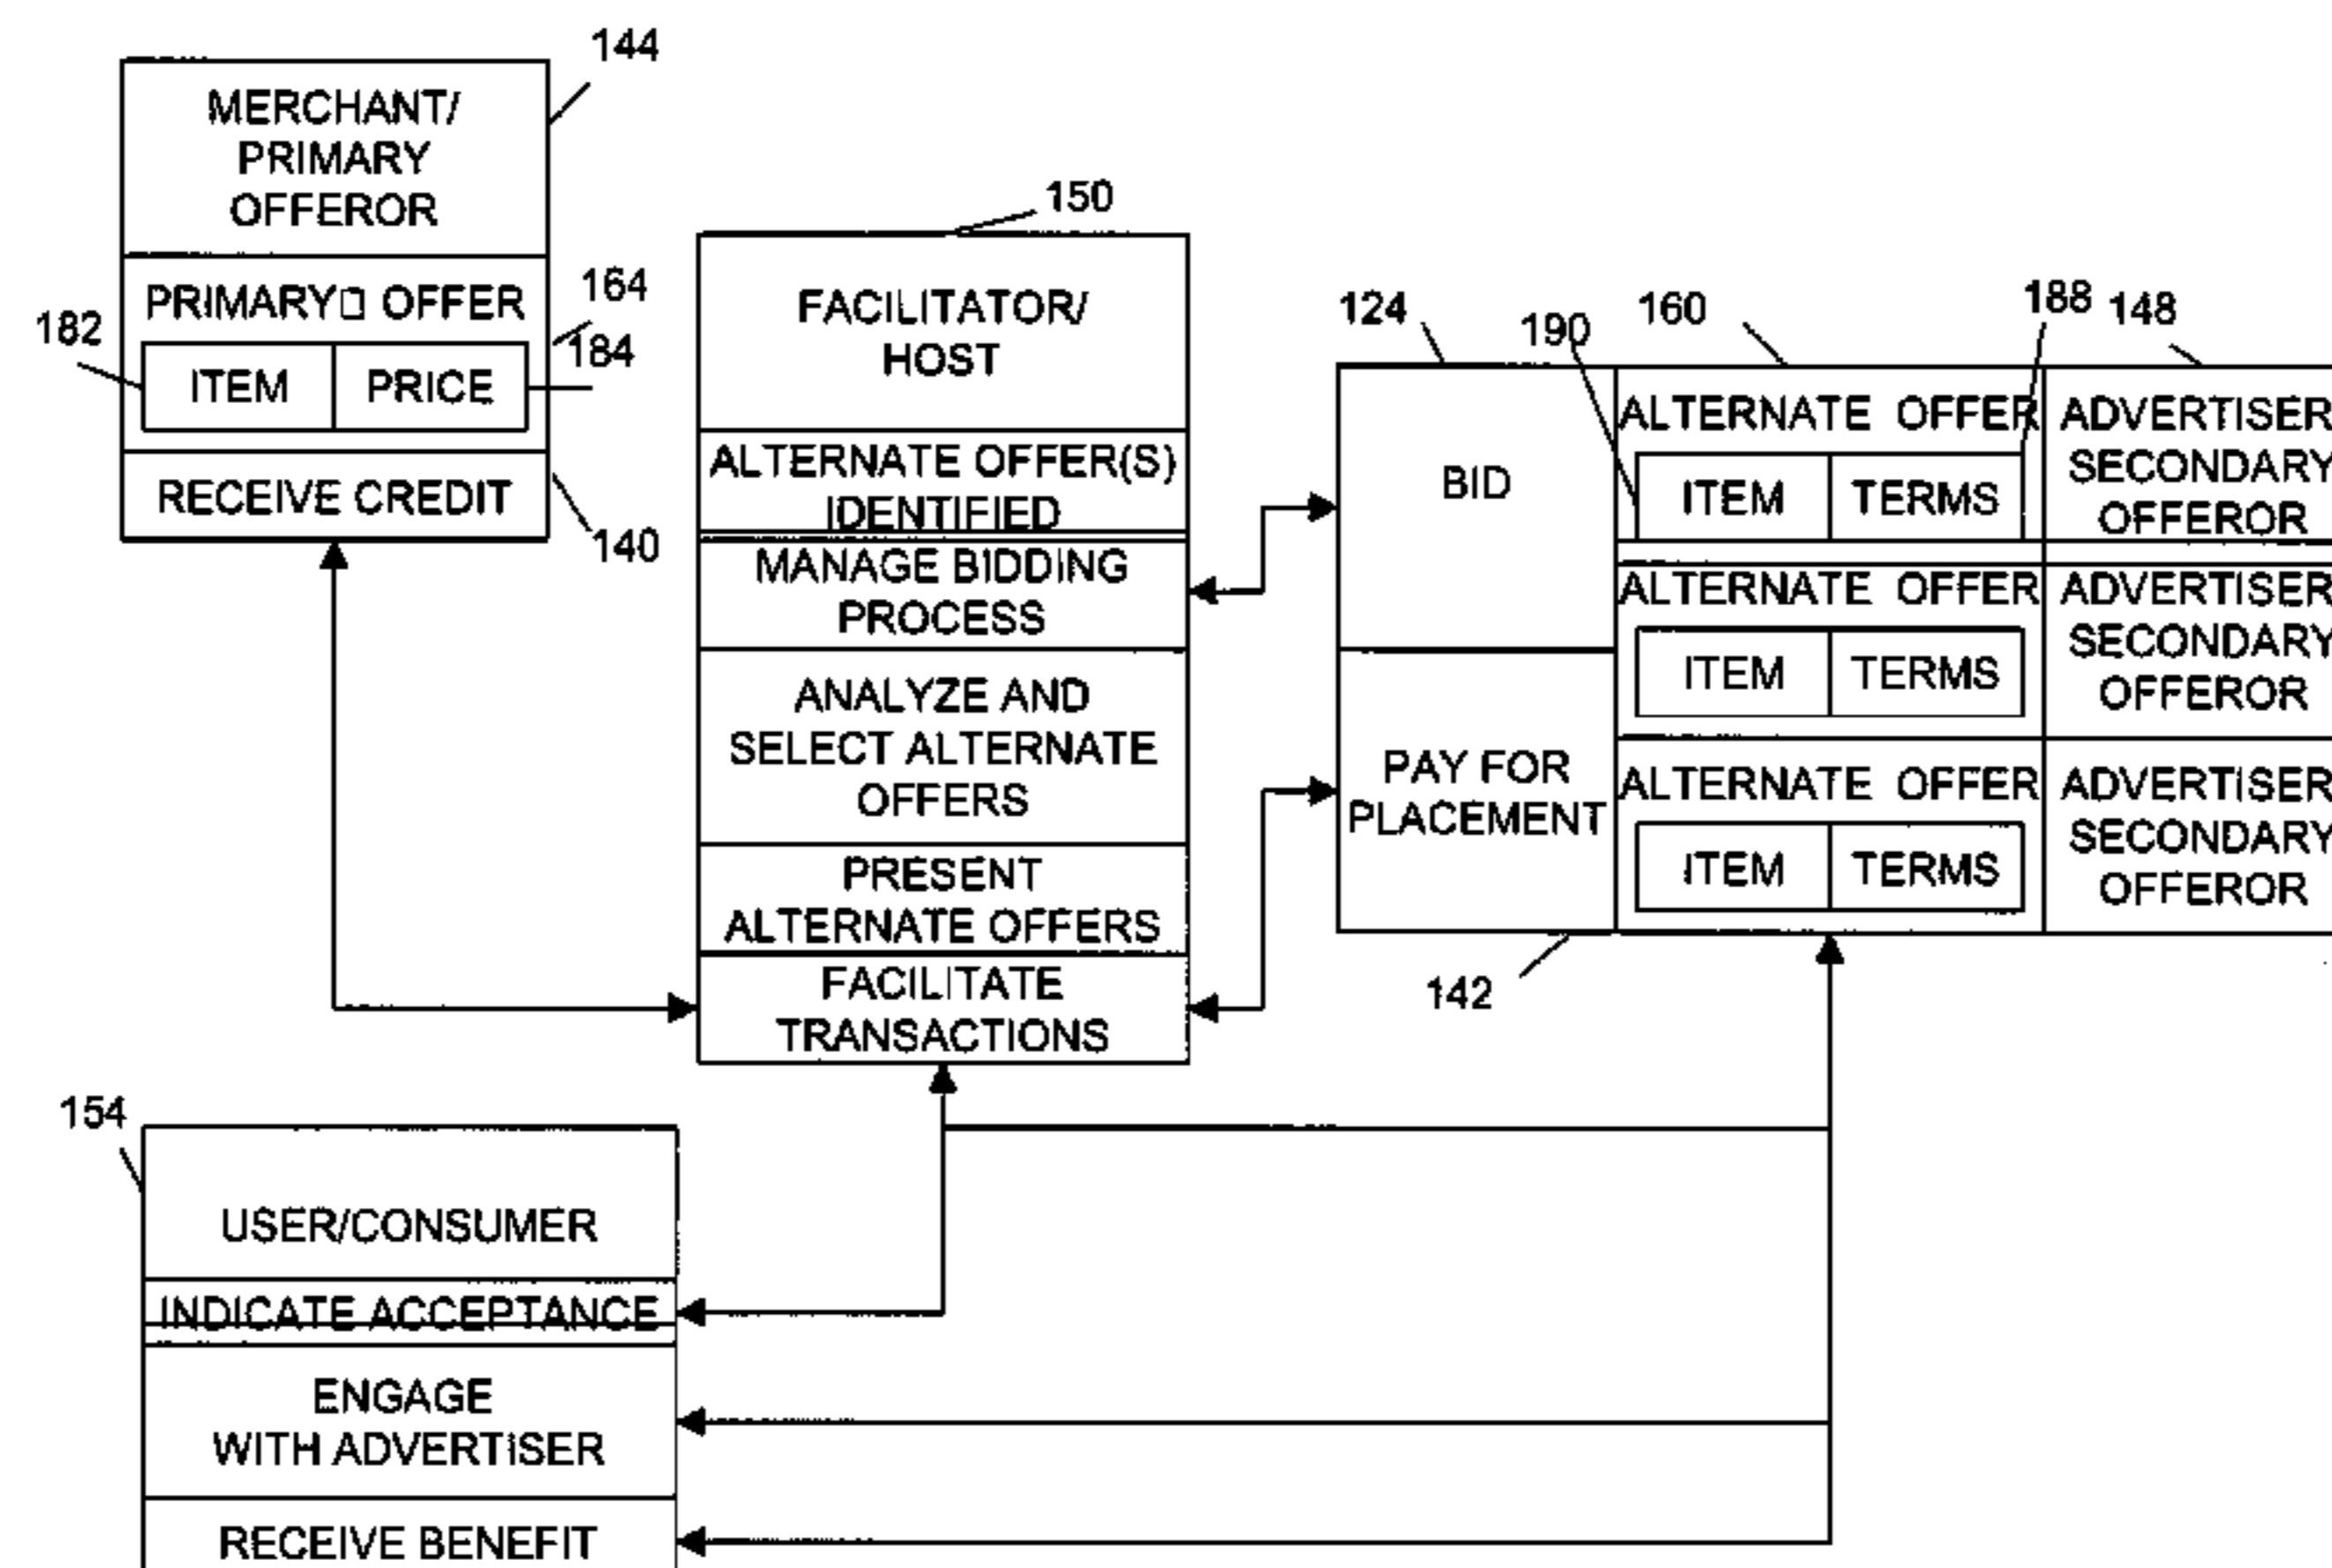 144
MERCHANT/
PRIMARY
OFFEROR
PRIMARY□ OFFER
164
182
184
ITEM PRICE
RECEIVE CREDIT
140
150
FACILITATOR/
HOST
ALTERNATE OFFER(S)
IDENTIFIED
MANAGE BIDDING
PROCESS
ANALYZE AND
SELECT ALTERNATE
OFFERS
PRESENT
ALTERNATE OFFERS
FACILITATE
TRANSACTIONS
124
190
160
188
148
BID
PAY FOR
PLACEMENT
142
ALTERNATE OFFER
ITEM TERMS
ADVERTISER
SECONDARY
OFFEROR
ALTERNATE OFFER
ITEM TERMS
ADVERTISER
SECONDARY
OFFEROR
ALTERNATE OFFER
ITEM TERMS
ADVERTISER
SECONDARY
OFFEROR
154
USER/CONSUMER
INDICATE ACCEPTANCE
ENGAGE
WITH ADVERTISER
RECEIVE BENEFIT